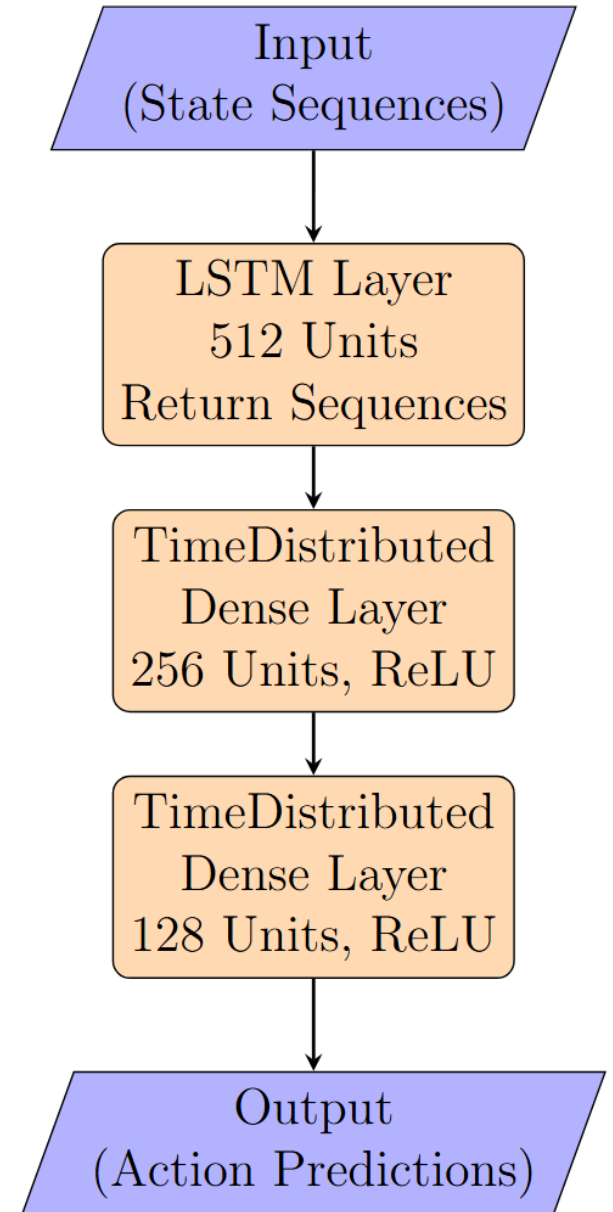 Input
(State Sequences)
LSTM Layer
512 Units
Return Sequences
TimeDistributed
Dense Layer
256 Units, ReLU
TimeDistributed
Dense Layer
128 Units, ReLU
Output
(Action Predictions)